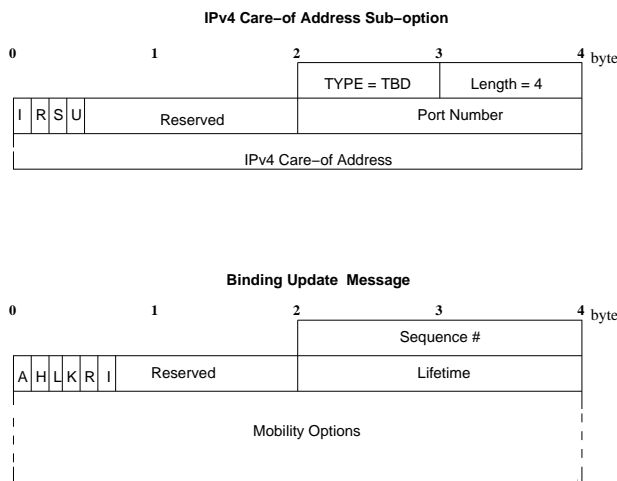 IPv4 Care−of Address Sub−option
0 1 2 3 4 byte
TYPE = TBD Length = 4
I R S U Reserved Port Number
IPv4 Care−of Address
Binding Update Message
0 1 2 3 4 byte
Sequence #
A H L K R I Reserved Lifetime
Mobility Options